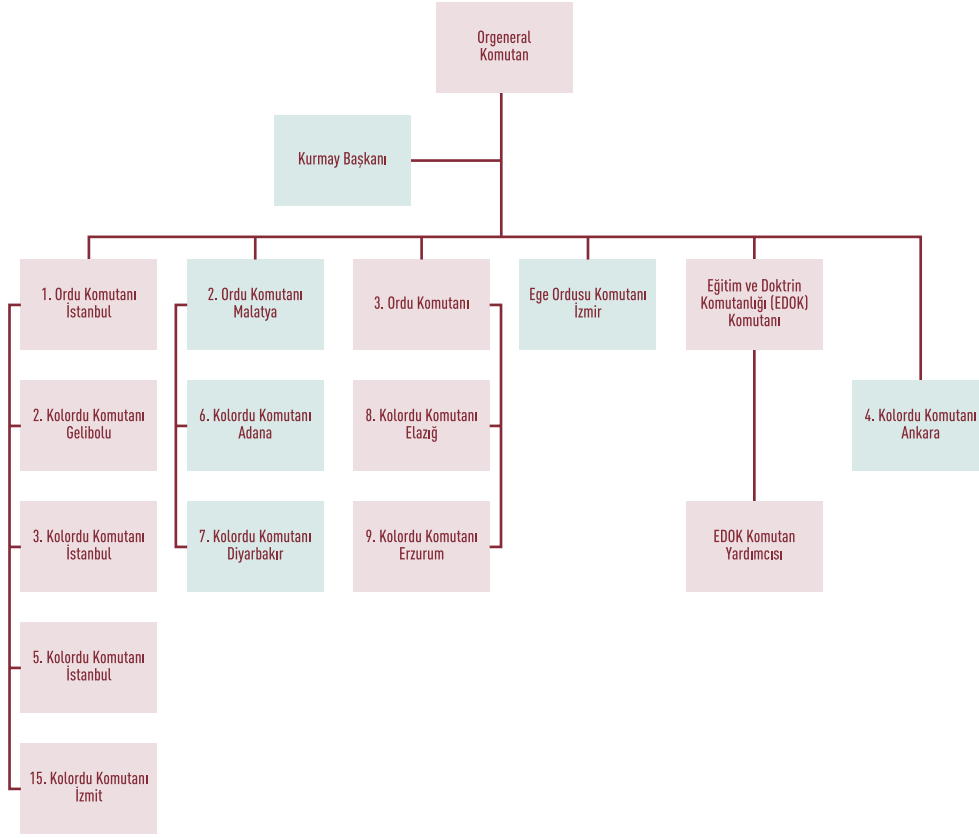 Orgeneral
Komutan
Kurmay Başkanı
1. Ordu Komutanı
İstanbul
2. Ordu Komutanı
Malatya
3. Ordu Komutanı
Ege Ordusu Komutanı
İzmir
Eğitim ve Doktrin
Komutanlığı (EDOK)
Komutanı
2. Kolordu Komutanı
Gelibolu
6. Kolordu Komutanı
Adana
8. Kolordu Komutanı
Elazığ
4. Kolordu Komutanı
Ankara
3. Kolordu Komutanı
İstanbul
7. Kolordu Komutanı
Diyarbakır
9. Kolordu Komutanı
Erzurum
EDOK Komutan
Yardımcısı
5. Kolordu Komutanı
İstanbul
15. Kolordu Komutanı
İzmit